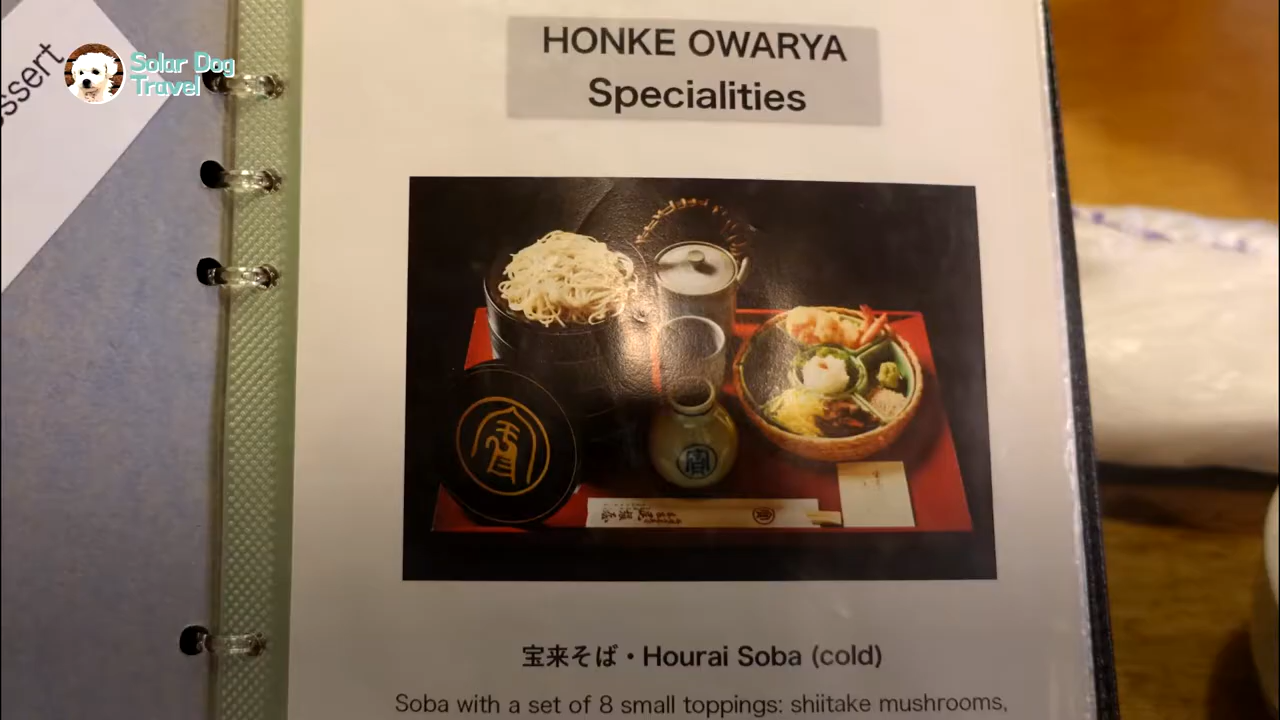 ssert
Solar Dog
Travel
HONKE OWARYA
Specialities
宝来そば・Hourai Soba (cold)
Soba with a set of 8 small toppings: shiitake mushrooms,